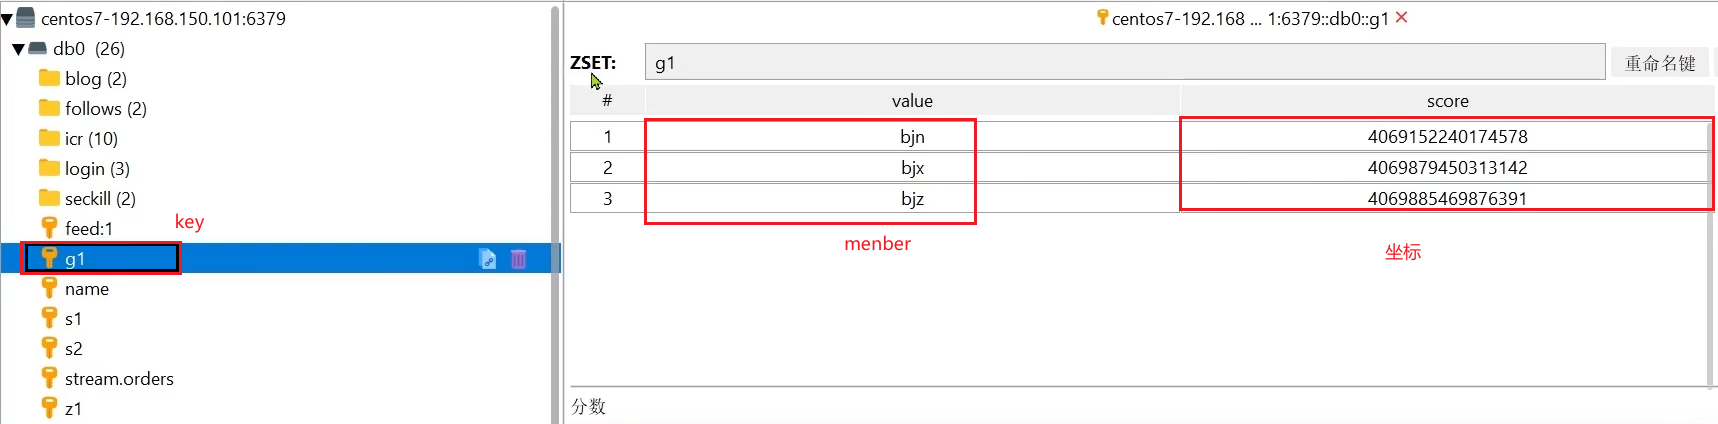 centos7-192.168.150.101:6379
db0 (26)
blog (2)
follows (2)
icr (10)
login (3)
seckill (2)
feed:1
key
g1
name
s1
s2
stream.orders
z1
centos7-192.168 ... 1:6379::db0::g1
ZSET: g1 重命名键
# value score
1 bjn 4069152240174578
2 bjx 4069879450313142
3 bjz 4069885469876391
menber 坐标
分数